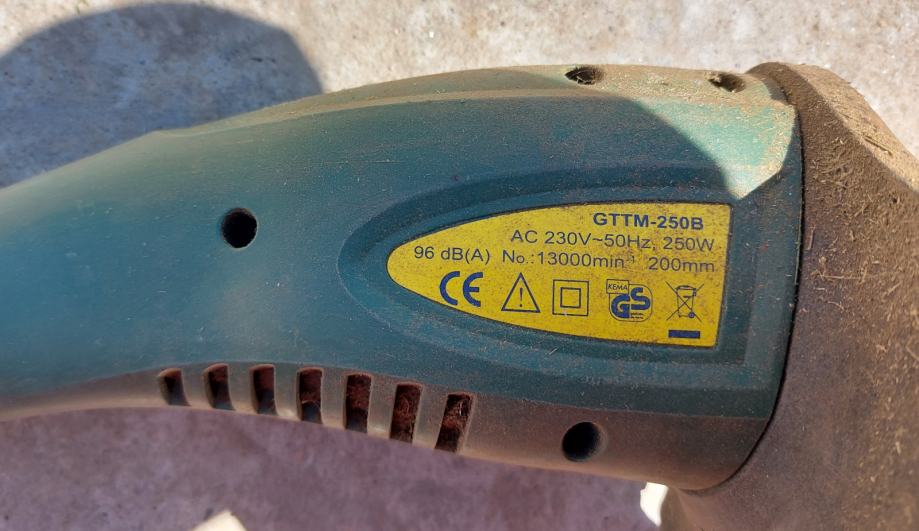 GTTM-250B
AC 230V~50Hz, 250W
96 dB(A) No.:13000min⁻¹ 200mm
CE
KEMA
GS